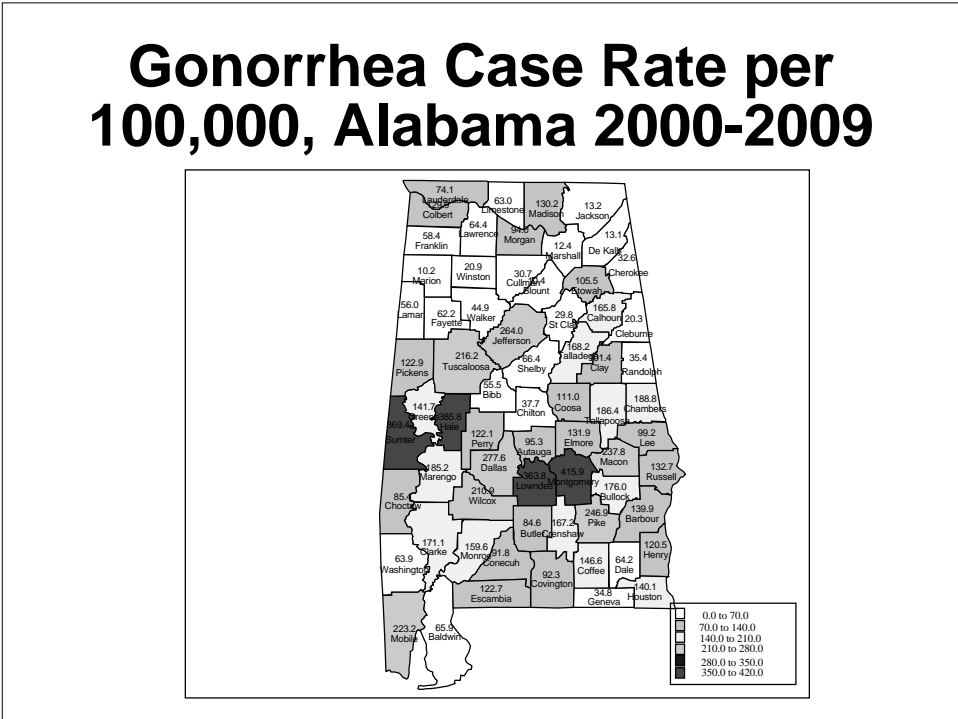 Gonorrhea Case Rate per
100,000, Alabama 2000-2009
74.1
Lauderdale
Colbert
63.0
Limestone
130.2
Madison
13.2
Jackson
64.4
Lawrence
58.4
Franklin
Morgan
12.4
Marshall
13.1
De Kalb
32.6
Cherokee
10.2
Marion
20.9
Winston
30.7
Cullman
Blount
105.5
Etowah
56.0
Lamar
62.2
Fayette
44.9
Walker
264.0
Jefferson
29.8
St Clair
165.8
Calhoun
20.3
Cleburne
122.9
Pickens
216.2
Tuscaloosa
66.4
Shelby
168.2
Talladega
Clay
35.4
Randolph
55.5
Bibb
37.7
Chilton
111.0
Coosa
186.4
Tallapoosa
188.8
Chambers
141.7
Greene
385.8
Hale
Sumter
122.1
Perry
95.3
Autauga
131.9
Elmore
99.2
Lee
237.8
Macon
132.7
Russell
185.2
Marengo
277.6
Dallas
363.8
Lowndes
415.9
Montgomery
176.0
Bullock
85.4
Choctaw
210.9
Wilcox
84.6
Butler
167.2
Crenshaw
246.9
Pike
139.9
Barbour
171.1
Clarke
159.6
Monroe
91.8
Conecuh
92.3
Covington
146.6
Coffee
64.2
Dale
120.5
Henry
63.9
Washington
122.7
Escambia
34.8
Geneva
140.1
Houston
223.2
Mobile
65.9
Baldwin
0.0 to 70.0
70.0 to 140.0
140.0 to 210.0
210.0 to 280.0
280.0 to 350.0
350.0 to 420.0